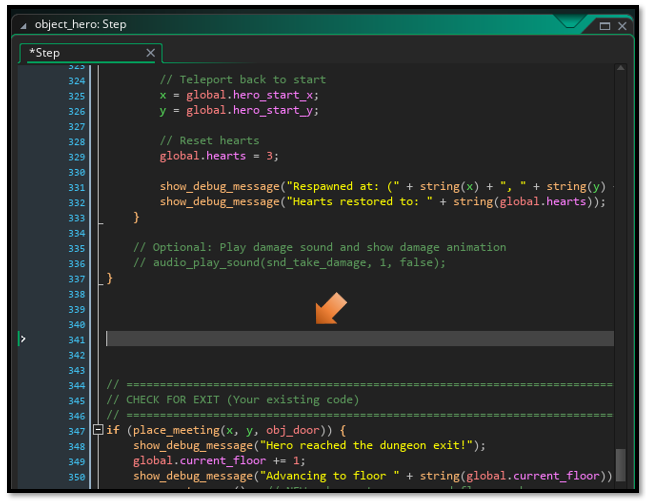 object_hero: Step
*Step
323
324 // Teleport back to start
325 x = global.hero_start_x;
326 y = global.hero_start_y;
327
328 // Reset hearts
329 global.hearts = 3;
330
331 show_debug_message("Respawned at: (" + string(x) + ", " + string(y) +
332 show_debug_message("Hearts restored to: " + string(global.hearts));
333 }
334
335 // Optional: Play damage sound and show damage animation
336 // audio_play_sound(snd_take_damage, 1, false);
337 }
338
339
340
341
342
343
344 // =========================================================================
345 // CHECK FOR EXIT (Your existing code)
346 // =========================================================================
347 if (place_meeting(x, y, obj_door)) {
348 show_debug_message("Hero reached the dungeon exit!");
349 global.current_floor += 1;
350 show_debug_message("Advancing to floor " + string(global.current_floor))